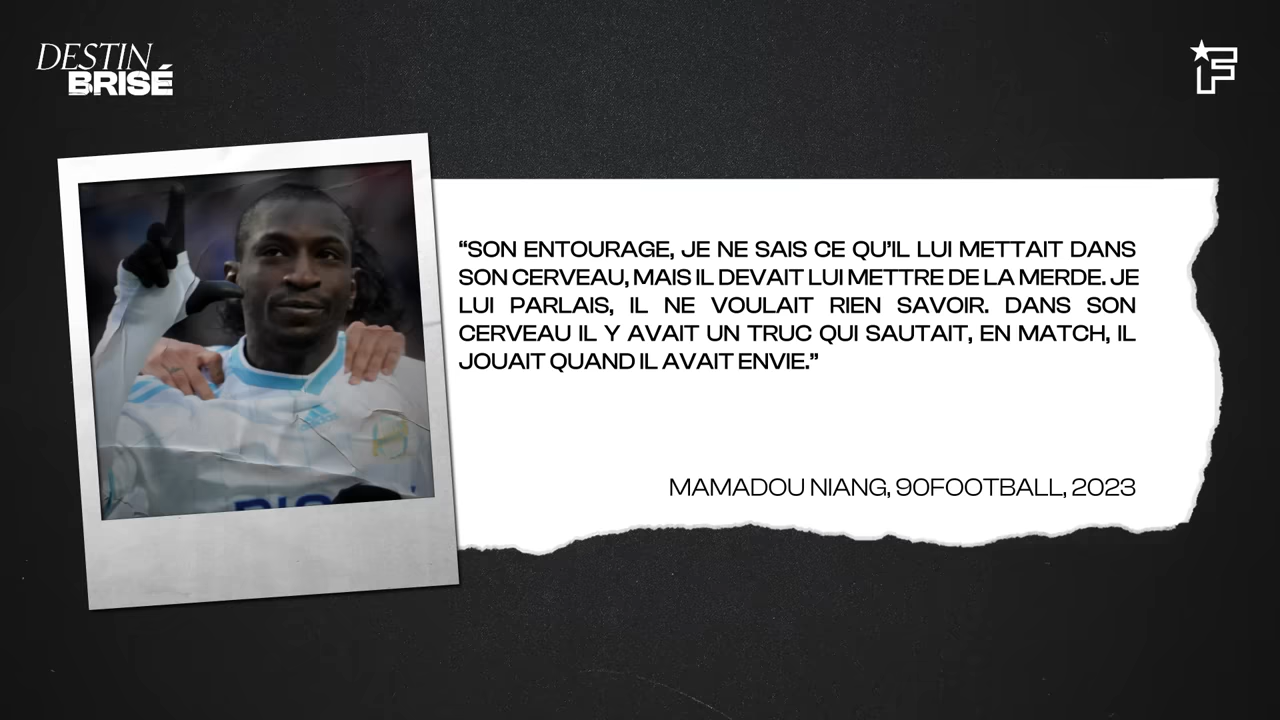 DESTIN
BRISÉ
F
“SON ENTOURAGE, JE NE SAIS CE QU’IL LUI METTAIT DANS
SON CERVEAU, MAIS IL DEVAIT LUI METTRE DE LA MERDE. JE
LUI PARLAIS, IL NE VOULAIT RIEN SAVOIR. DANS SON
CERVEAU IL Y AVAIT UN TRUC QUI SAUTAIT, EN MATCH, IL
JOUAIT QUAND IL AVAIT ENVIE.”
MAMADOU NIANG, 90FOOTBALL, 2023